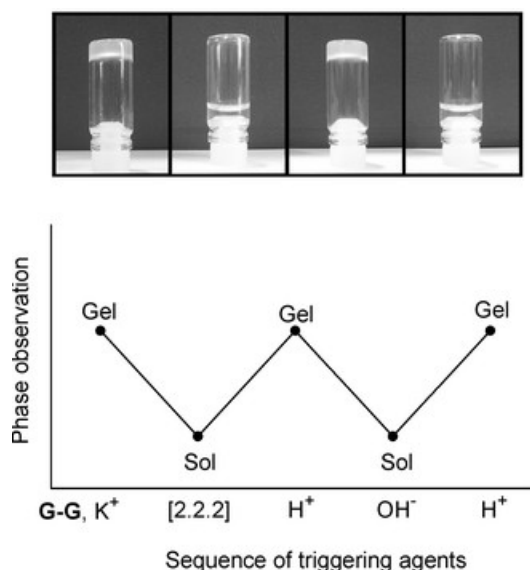 Phase observation
Gel
Gel
Gel
Sol
Sol
G-G, K⁺
[2.2.2]
H⁺
OH⁻
H⁺
Sequence of triggering agents